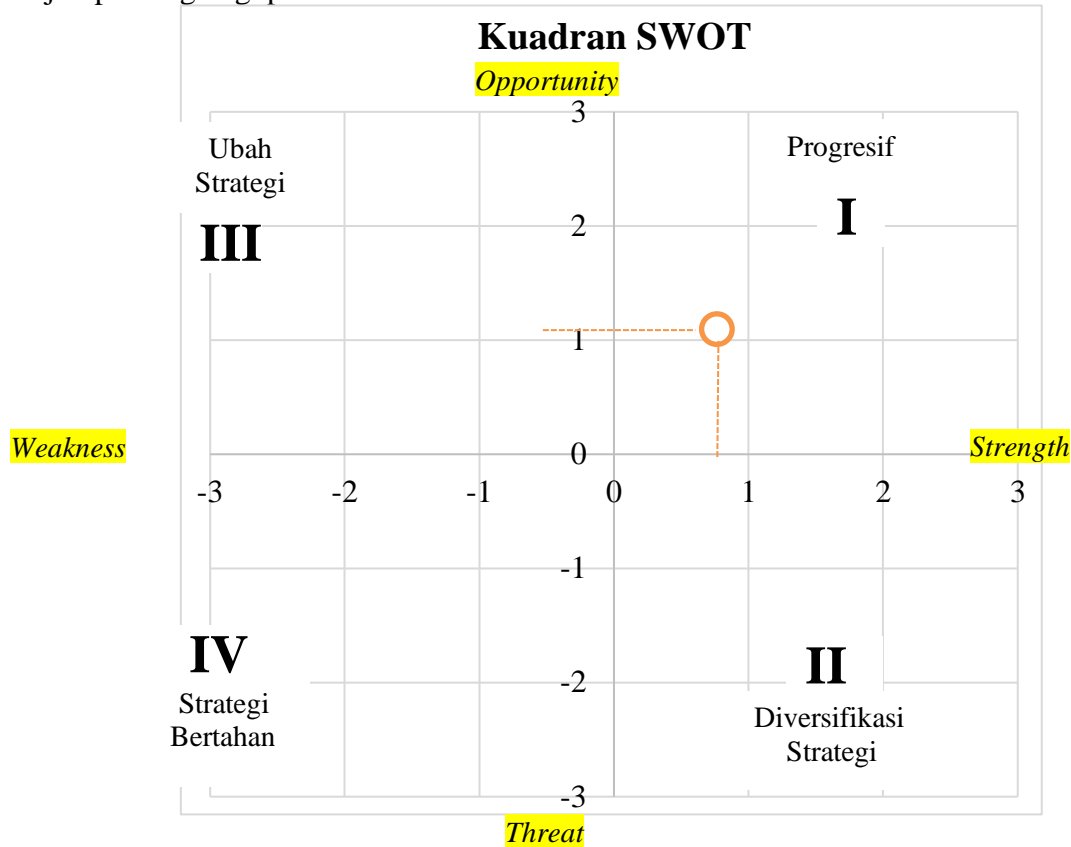 Kuadran SWOT
Opportunity
3
Ubah
Strategi
Progresif
III
I
2
1
Weakness
0
Strength
-3
-2
-1
0
1
2
3
-1
IV
II
-2
Strategi
Bertahan
Diversifikasi
Strategi
-3
Threat